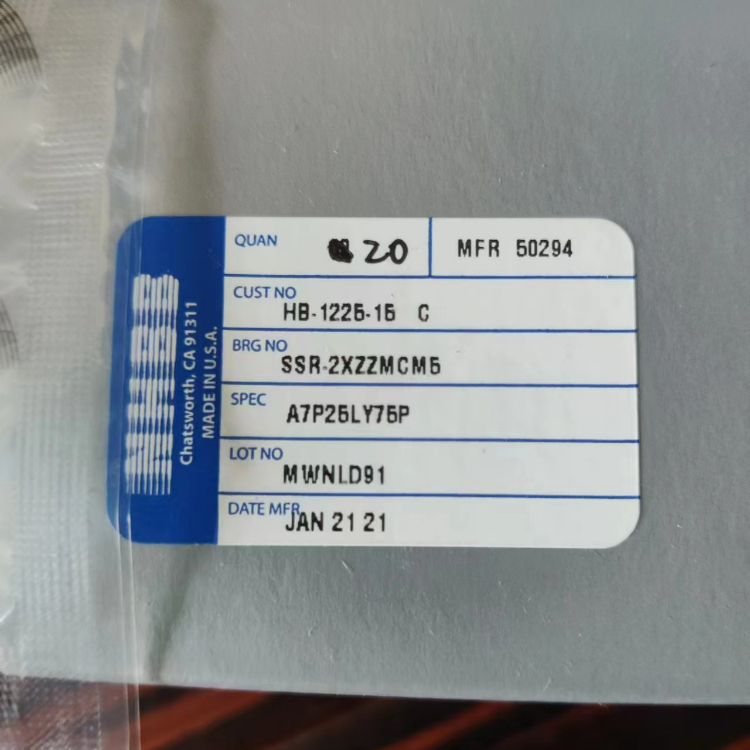 NHBB
Chatsworth, CA 91311
MADE IN U.S.A.
QUAN 20
MFR 50294
CUST NO HB-1225-15 C
BRG NO SSR-2XZZMCM5
SPEC A7P25LY75P
LOT NO MWNLD91
DATE MFR JAN 21 21